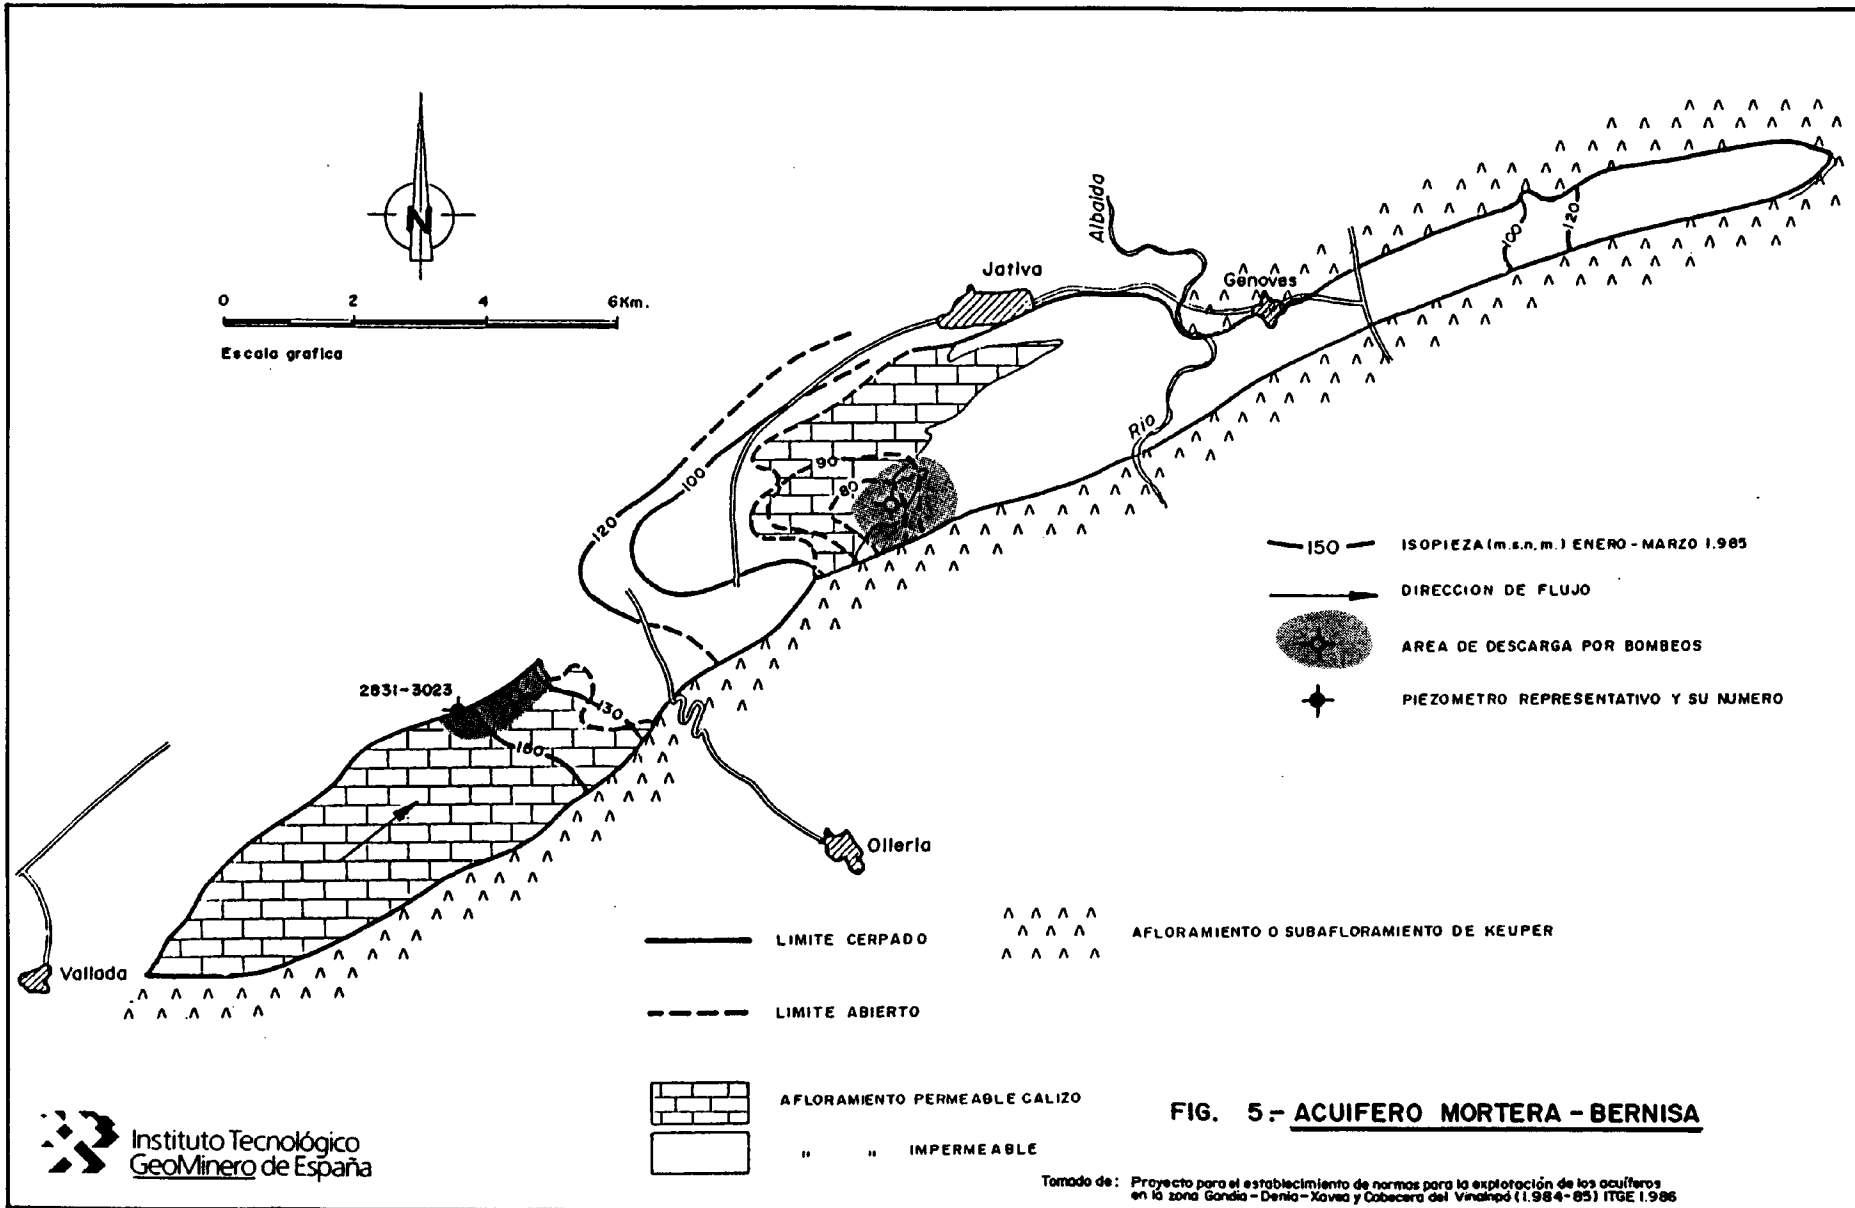 N
0 2 4 6Km.
Escala grafica
Albaida
Jativa
Genoves
100
120
Rio
90
80
100
120
2831-3023
130
150
Olleria
Vallada
150 ISOPIEZA (m.s.n.m.) ENERO - MARZO 1.985
DIRECCION DE FLUJO
AREA DE DESCARGA POR BOMBEOS
PIEZOMETRO REPRESENTATIVO Y SU NUMERO
LIMITE CERPADO
AFLORAMIENTO O SUBAFLORAMIENTO DE KEUPER
LIMITE ABIERTO
AFLORAMIENTO PERMEABLE CALIZO
" " IMPERMEABLE
FIG. 5:- ACUIFERO MORTERA - BERNISA
Instituto Tecnológico
GeoMinero de España
Tomado de: Proyecto para el establecimiento de normas para la explotación de los acuíferos
en la zona Gandia - Denia - Xavea y Cabecera del Vinalopó (1.984-85) ITGE 1.986